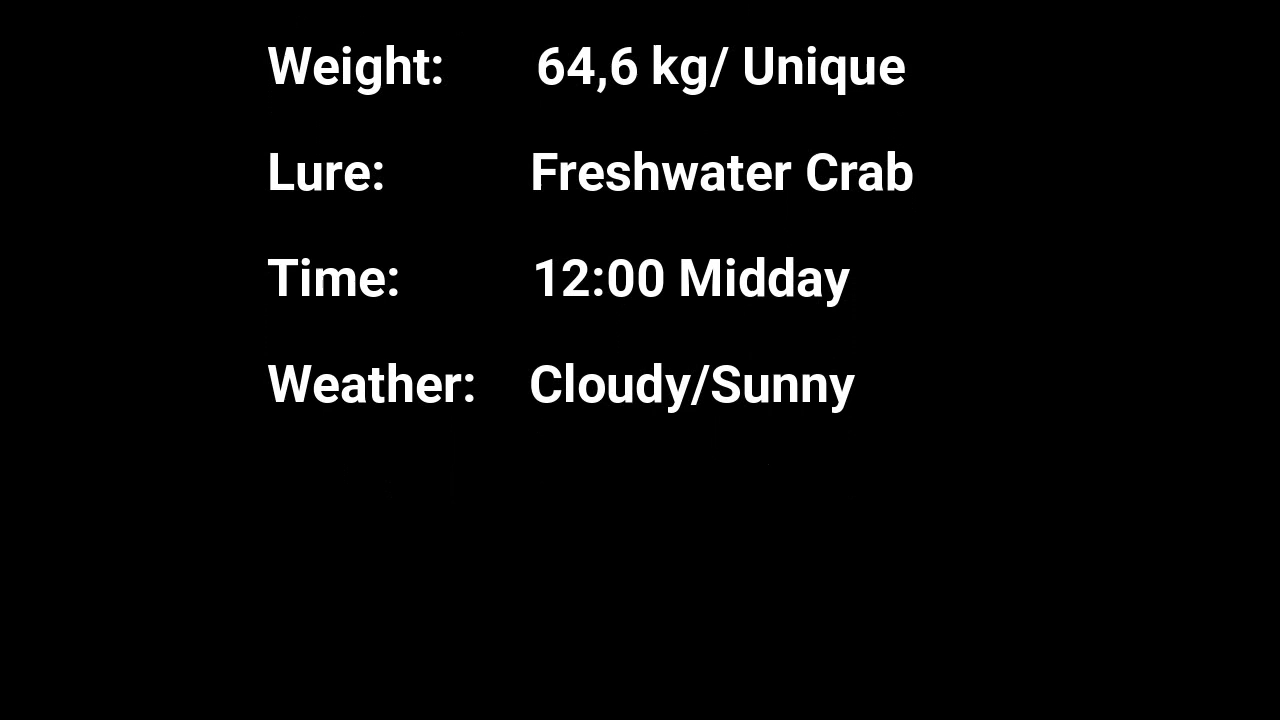 Weight: 64,6 kg/ Unique
Lure: Freshwater Crab
Time: 12:00 Midday
Weather: Cloudy/Sunny